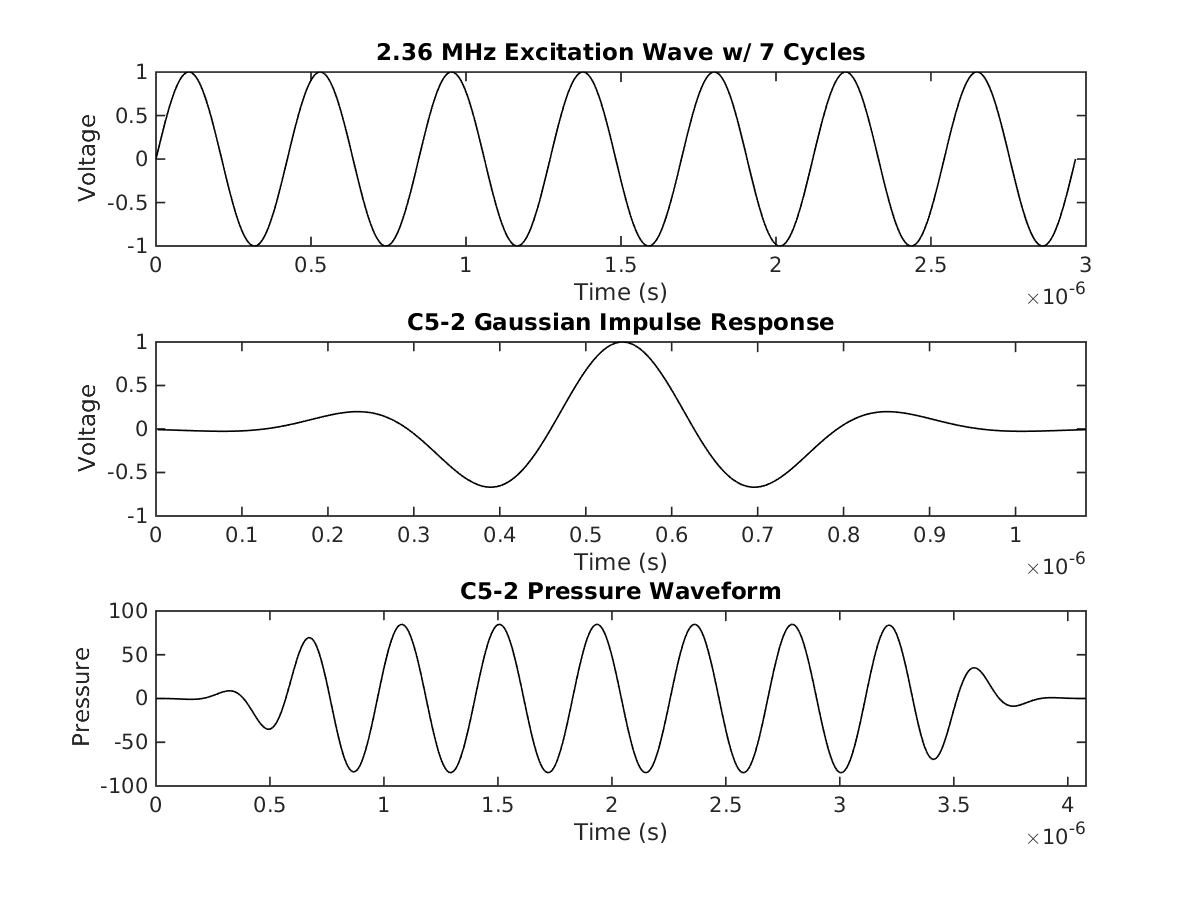 2.36 MHz Excitation Wave w/ 7 Cycles
1
0.5
0
-0.5
-1
Voltage
0 0.5 1 1.5 2 2.5 3
Time (s)
×10-6
C5-2 Gaussian Impulse Response
1
0.5
0
-0.5
-1
Voltage
0 0.1 0.2 0.3 0.4 0.5 0.6 0.7 0.8 0.9 1
Time (s)
×10-6
C5-2 Pressure Waveform
100
50
0
-50
-100
Pressure
0 0.5 1 1.5 2 2.5 3 3.5 4
Time (s)
×10-6